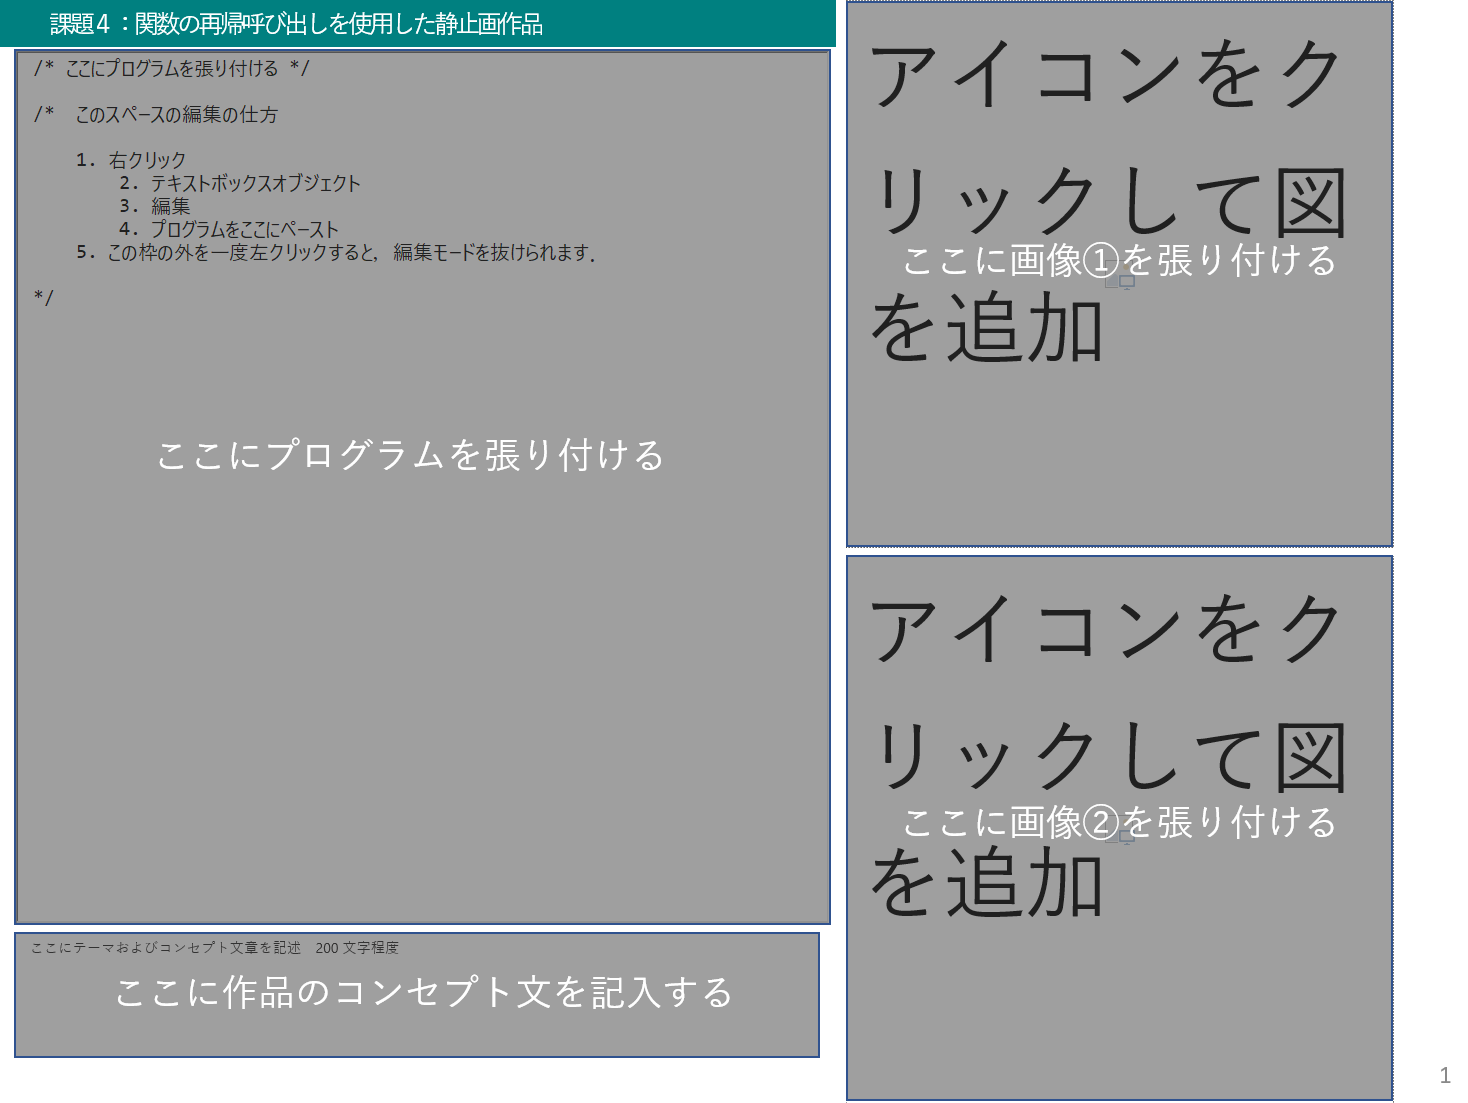 課題4：関数の再帰呼び出しを使用した静止画作品
/* ここにプログラムを張り付ける */
/* このスペースの編集の仕方
1. 右クリック
2. テキストボックスオブジェクト
3. 編集
4. プログラムをここにペースト
5. この枠の外を一度左クリックすると, 編集モードを抜けられます.
*/
ここにプログラムを張り付ける
ここにテーマおよびコンセプト文章を記述　200 文字程度
ここに作品のコンセプト文を記入する
アイコンをク
リックして図
ここに画像①を張り付ける
を追加
アイコンをク
リックして図
ここに画像②を張り付ける
を追加
1